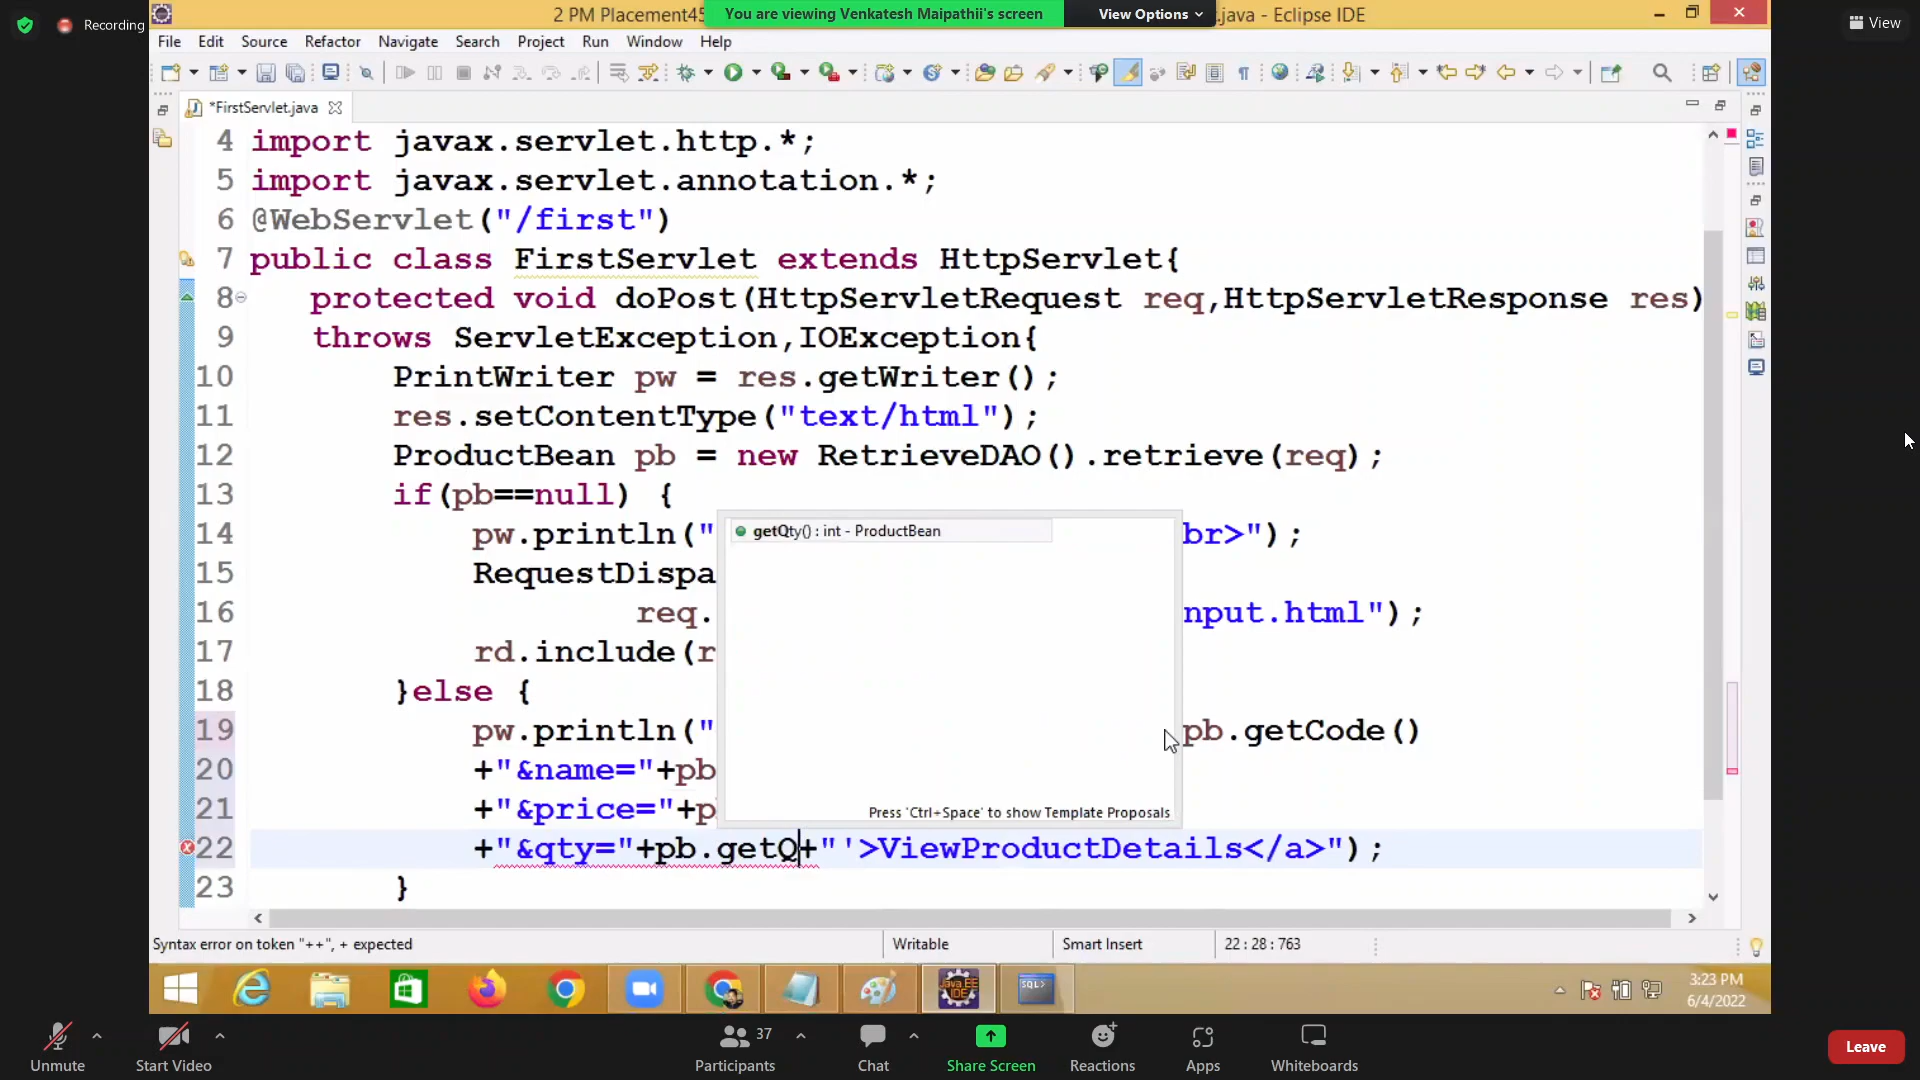 Recording
2 PM Placement45
You are viewing Venkatesh Maipathii's screen
View Options
.java - Eclipse IDE
View
File Edit Source Refactor Navigate Search Project Run Window Help
*FirstServlet.java
4 import javax.servlet.http.*;
5 import javax.servlet.annotation.*;
6 @WebServlet("/first")
7 public class FirstServlet extends HttpServlet{
8 protected void doPost(HttpServletRequest req,HttpServletResponse res)
9 throws ServletException,IOException{
10 PrintWriter pw = res.getWriter();
11 res.setContentType("text/html");
12 ProductBean pb = new RetrieveDAO().retrieve(req);
13 if(pb==null) {
14 pw.println(" br>");
getQty() : int - ProductBean
15 RequestDispa
16 req. nput.html");
17 rd.include(r
18 }else {
19 pw.println(" pb.getCode()
20 +"&name="+pb
21 +"&price="+p
Press 'Ctrl+Space' to show Template Proposals
22 +"&qty="+pb.getQ+"'>ViewProductDetails</a>");
23 }
Syntax error on token "++", + expected
Writable
Smart Insert
22 : 28 : 763
Java EE
IDE
SQL>
3:23 PM
6/4/2022
Unmute
Start Video
37
Participants
Chat
Share Screen
Reactions
Apps
Whiteboards
Leave